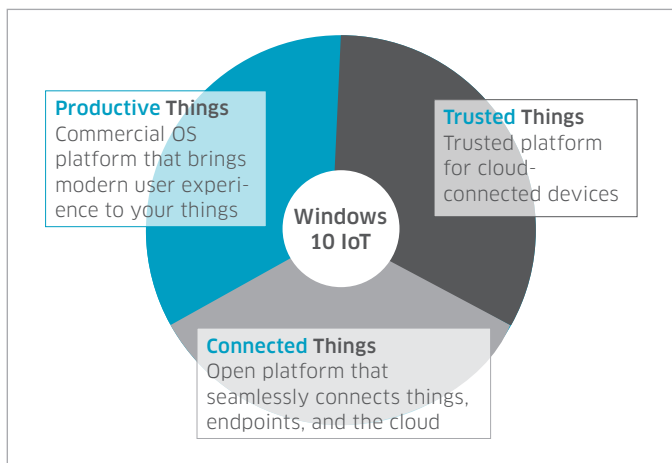 Productive Things
Commercial OS
platform that brings
modern user experi-
ence to your things
Trusted Things
Trusted platform
for cloud-
connected devices
Windows
10 IoT
Connected Things
Open platform that
seamlessly connects things,
endpoints, and the cloud